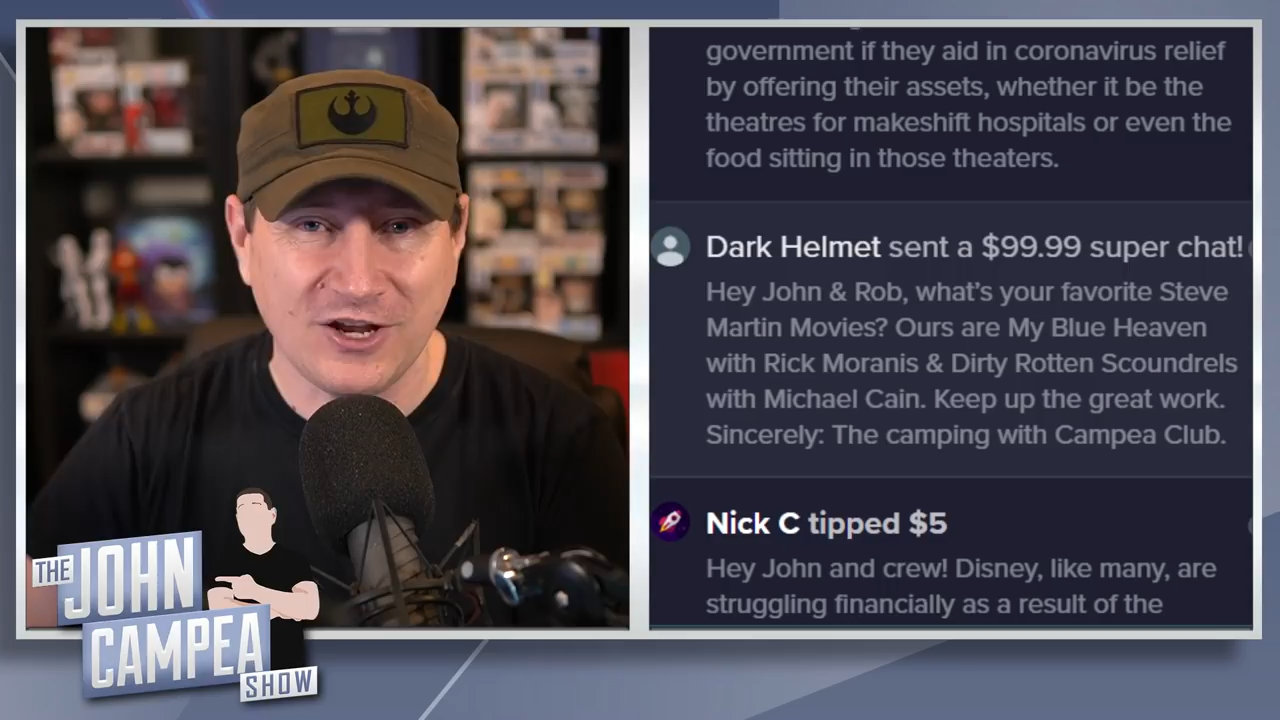 government if they aid in coronavirus relief
by offering their assets, whether it be the
theatres for makeshift hospitals or even the
food sitting in those theaters.
Dark Helmet sent a $99.99 super chat!
Hey John & Rob, what's your favorite Steve
Martin Movies? Ours are My Blue Heaven
with Rick Moranis & Dirty Rotten Scoundrels
with Michael Cain. Keep up the great work.
Sincerely: The camping with Campea Club.
Nick C tipped $5
Hey John and crew! Disney, like many, are
struggling financially as a result of the
THE
JOHN
CAMPEA
SHOW